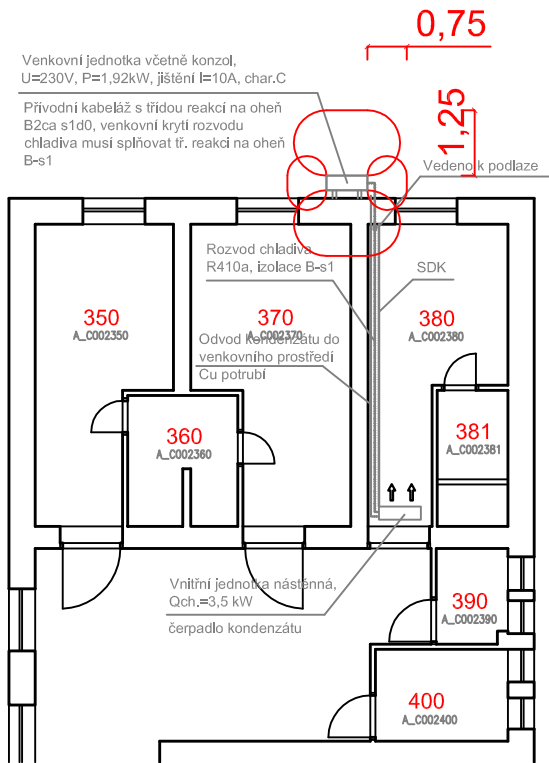 0,75
Venkovní jednotka včetně konzol,
U=230V, P=1,92kW, jištění I=10A, char.C
Přívodní kabeláž s třídou reakcí na oheň
B2ca s1d0, venkovní krytí rozvodu
chladiva musí splňovat tř. reakci na oheň
B-s1
1,25
Vedeno k podlaze
Rozvod chladiva
R410a, izolace B-s1
SDK
350
A_C002350
370
A_C002370
380
A_C002380
Odvod kondenzátu do
venkovního prostředí
Cu potrubí
360
A_C002360
381
A_C002381
Vnitřní jednotka nástěnná,
Qch.=3,5 kW
čerpadlo kondenzátu
390
A_C002390
400
A_C002400